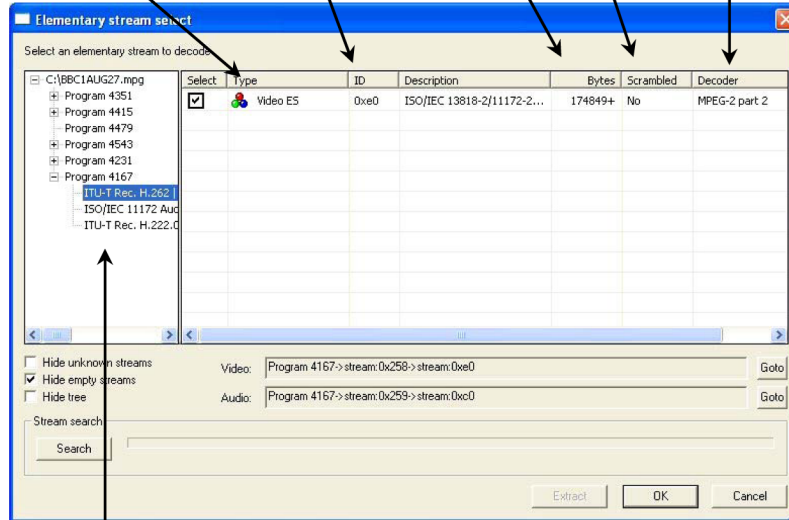 Elementary stream select
Select an elementary stream to decode
C:\BBC1AUG27.mpg
Program 4351
Program 4415
Program 4479
Program 4543
Program 4231
Program 4167
ITU-T Rec. H.262 |
ISO/IEC 11172 Aud
ITU-T Rec. H.222.0
Select Type ID Description Bytes Scrambled Decoder
Video ES 0xe0 ISO/IEC 13818-2/11172-2... 174849+ No MPEG-2 part 2
Hide unknown streams
Hide empty streams
Hide tree
Video: Program 4167->stream:0x258->stream:0xe0 Goto
Audio: Program 4167->stream:0x259->stream:0xc0 Goto
Stream search
Search
Extract OK Cancel